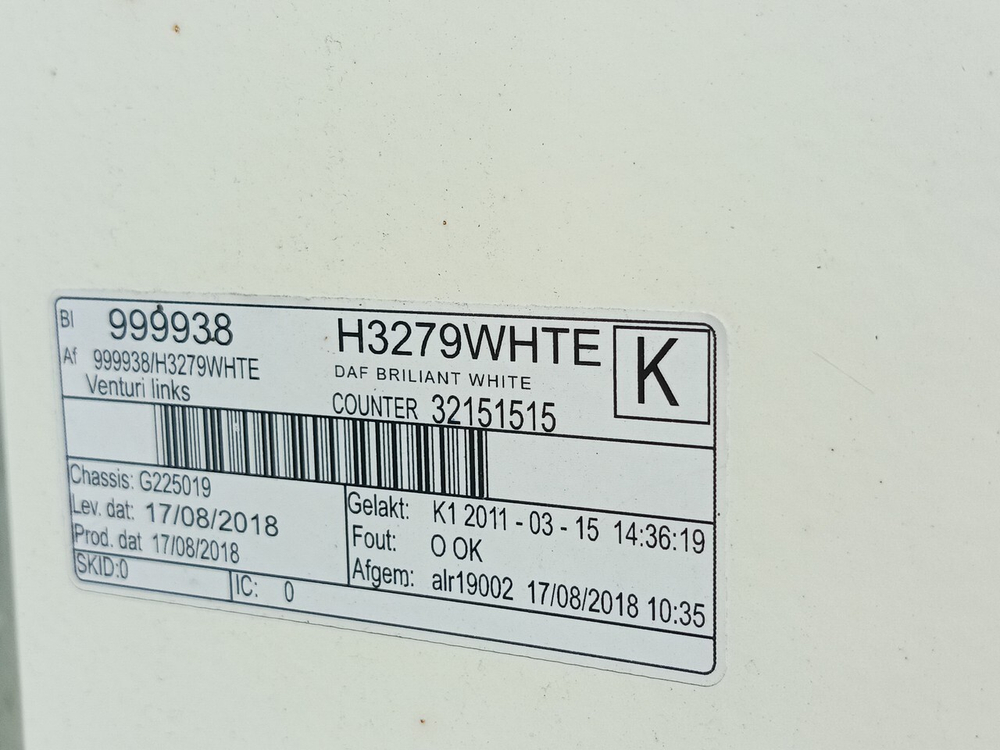 Bl 999938 H3279WHTE K
Af 999938/H3279WHTE DAF BRILIANT WHITE
Venturi links COUNTER 32151515
Chassis: G225019 Gelakt: K1 2011 - 03 - 15 14:36:19
Lev. dat: 17/08/2018 Fout: O OK
Prod. dat 17/08/2018 Afgem: alr19002 17/08/2018 10:35
SKID:0 IC: 0